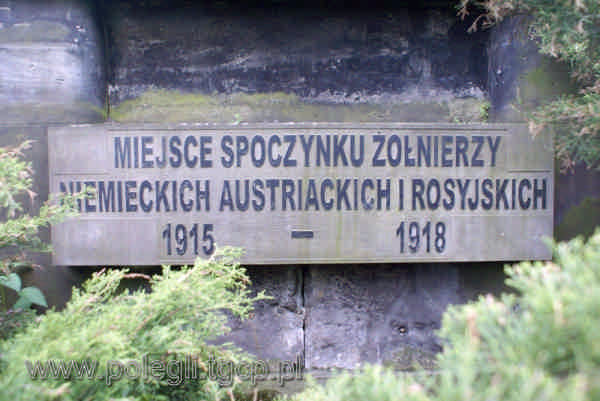 MIEJSCE SPOCZYNKU ŻOŁNIERZY
NIEMIECKICH AUSTRIACKICH I ROSYJSKICH
1915 – 1918
www.polegli.tgcp.pl